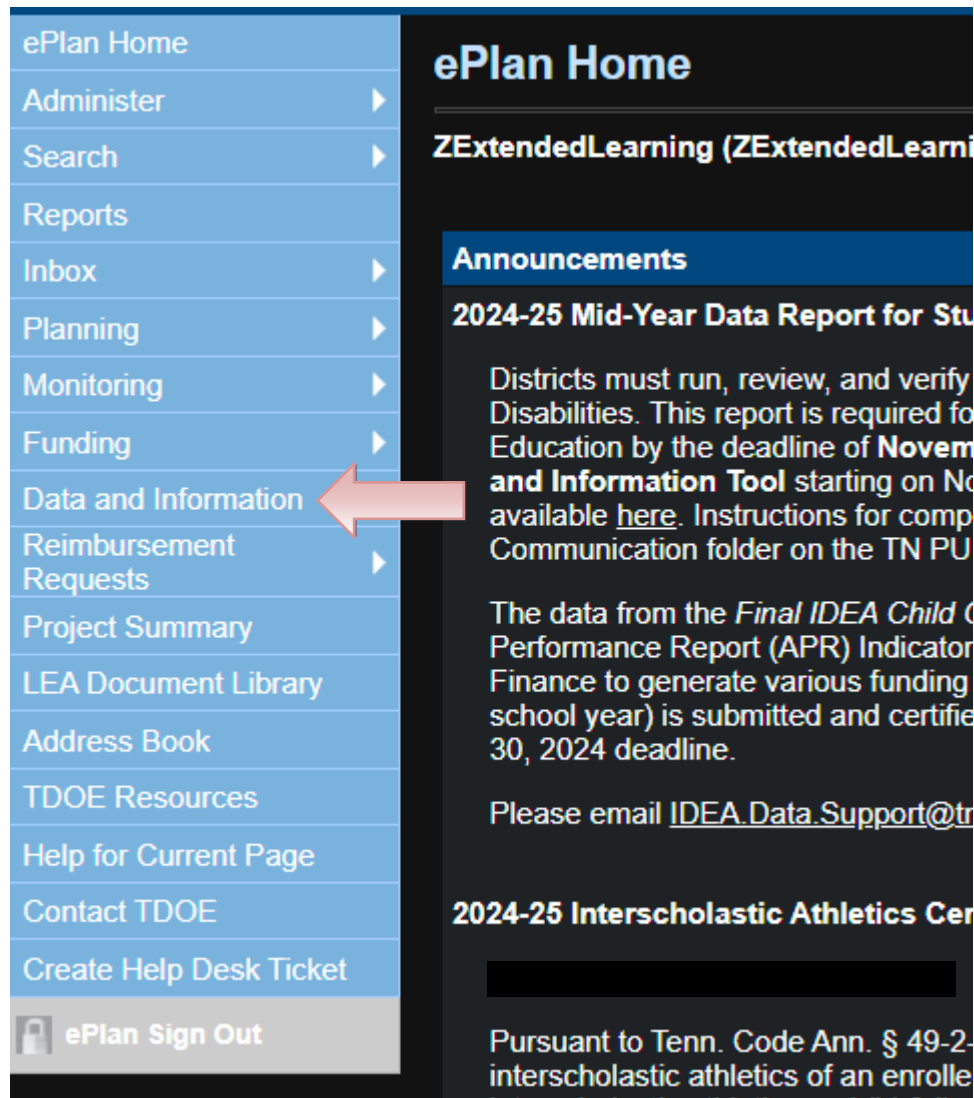 ePlan Home
Administer
Search
Reports
Inbox
Planning
Monitoring
Funding
Data and Information
Reimbursement
Requests
Project Summary
LEA Document Library
Address Book
TDOE Resources
Help for Current Page
Contact TDOE
Create Help Desk Ticket
ePlan Sign Out
ePlan Home
ZExtendedLearning (ZExtendedLearni
Announcements
2024-25 Mid-Year Data Report for Stu
Districts must run, review, and verify
Disabilities. This report is required fo
Education by the deadline of Novem
and Information Tool starting on No
available here. Instructions for comp
Communication folder on the TN PU
The data from the Final IDEA Child C
Performance Report (APR) Indicator
Finance to generate various funding
school year) is submitted and certifie
30, 2024 deadline.
Please email IDEA.Data.Support@tn
2024-25 Interscholastic Athletics Cer
Pursuant to Tenn. Code Ann. § 49-2-
interscholastic athletics of an enrolle